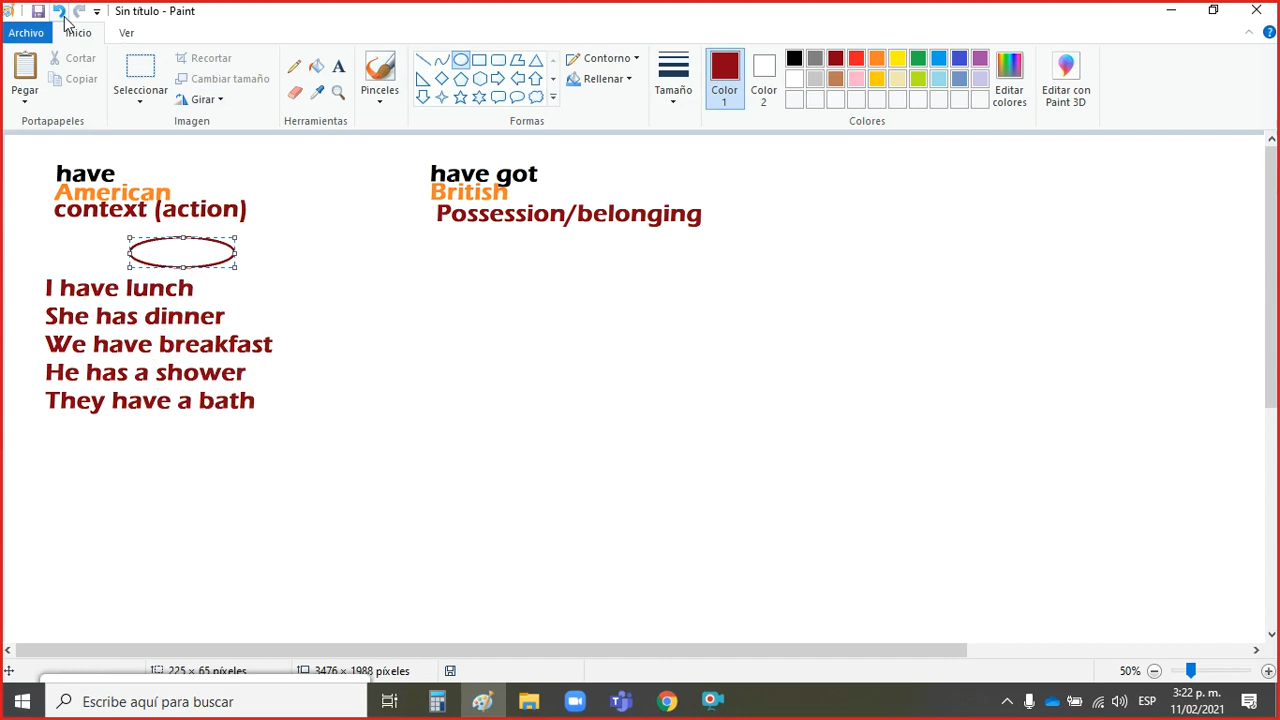 Sin título - Paint
Archivo
Inicio
Ver
Pegar
Cortar
Copiar
Portapapeles
Seleccionar
Recortar
Cambiar tamaño
Girar
Imagen
A
Herramientas
Pinceles
Contorno
Rellenar
Formas
Tamaño
Color 1
Color 2
Editar colores
Editar con Paint 3D
Colores
have
American
context (action)
I have lunch
She has dinner
We have breakfast
He has a shower
They have a bath
have got
British
Possession/belonging
225 × 65 píxeles
3476 × 1988 píxeles
50%
Escribe aquí para buscar
ESP
3:22 p. m.
11/02/2021